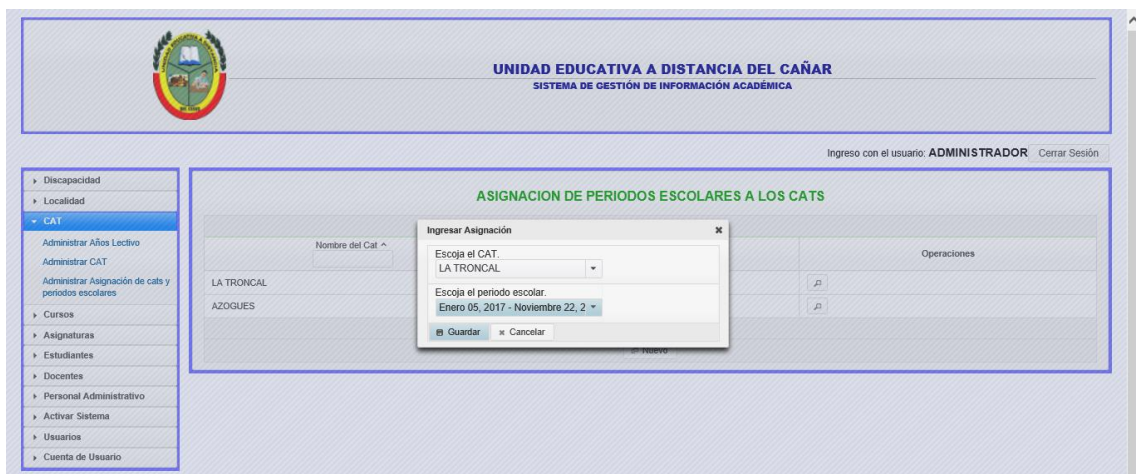 UNIDAD EDUCATIVA A DISTANCIA DEL CAÑAR
SISTEMA DE GESTIÓN DE INFORMACIÓN ACADÉMICA
Ingreso con el usuario: ADMINISTRADOR Cerrar Sesión
Discapacidad
Localidad
CAT
Administrar Años Lectivo
Administrar CAT
Administrar Asignación de cats y
periodos escolares
Cursos
Asignaturas
Estudiantes
Docentes
Personal Administrativo
Activar Sistema
Usuarios
Cuenta de Usuario
ASIGNACION DE PERIODOS ESCOLARES A LOS CATS
Nombre del Cat
Operaciones
LA TRONCAL
AZOGUES
Nuevo
Ingresar Asignación
Escoja el CAT.
LA TRONCAL
Escoja el periodo escolar.
Enero 05, 2017 - Noviembre 22, 2
Guardar Cancelar